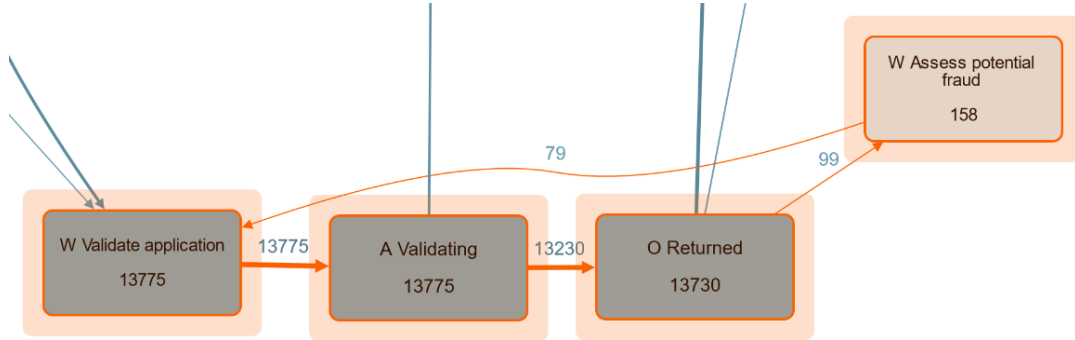 W Assess potential
fraud
158
79
99
W Validate application
13775
13775
A Validating
13775
13230
O Returned
13730